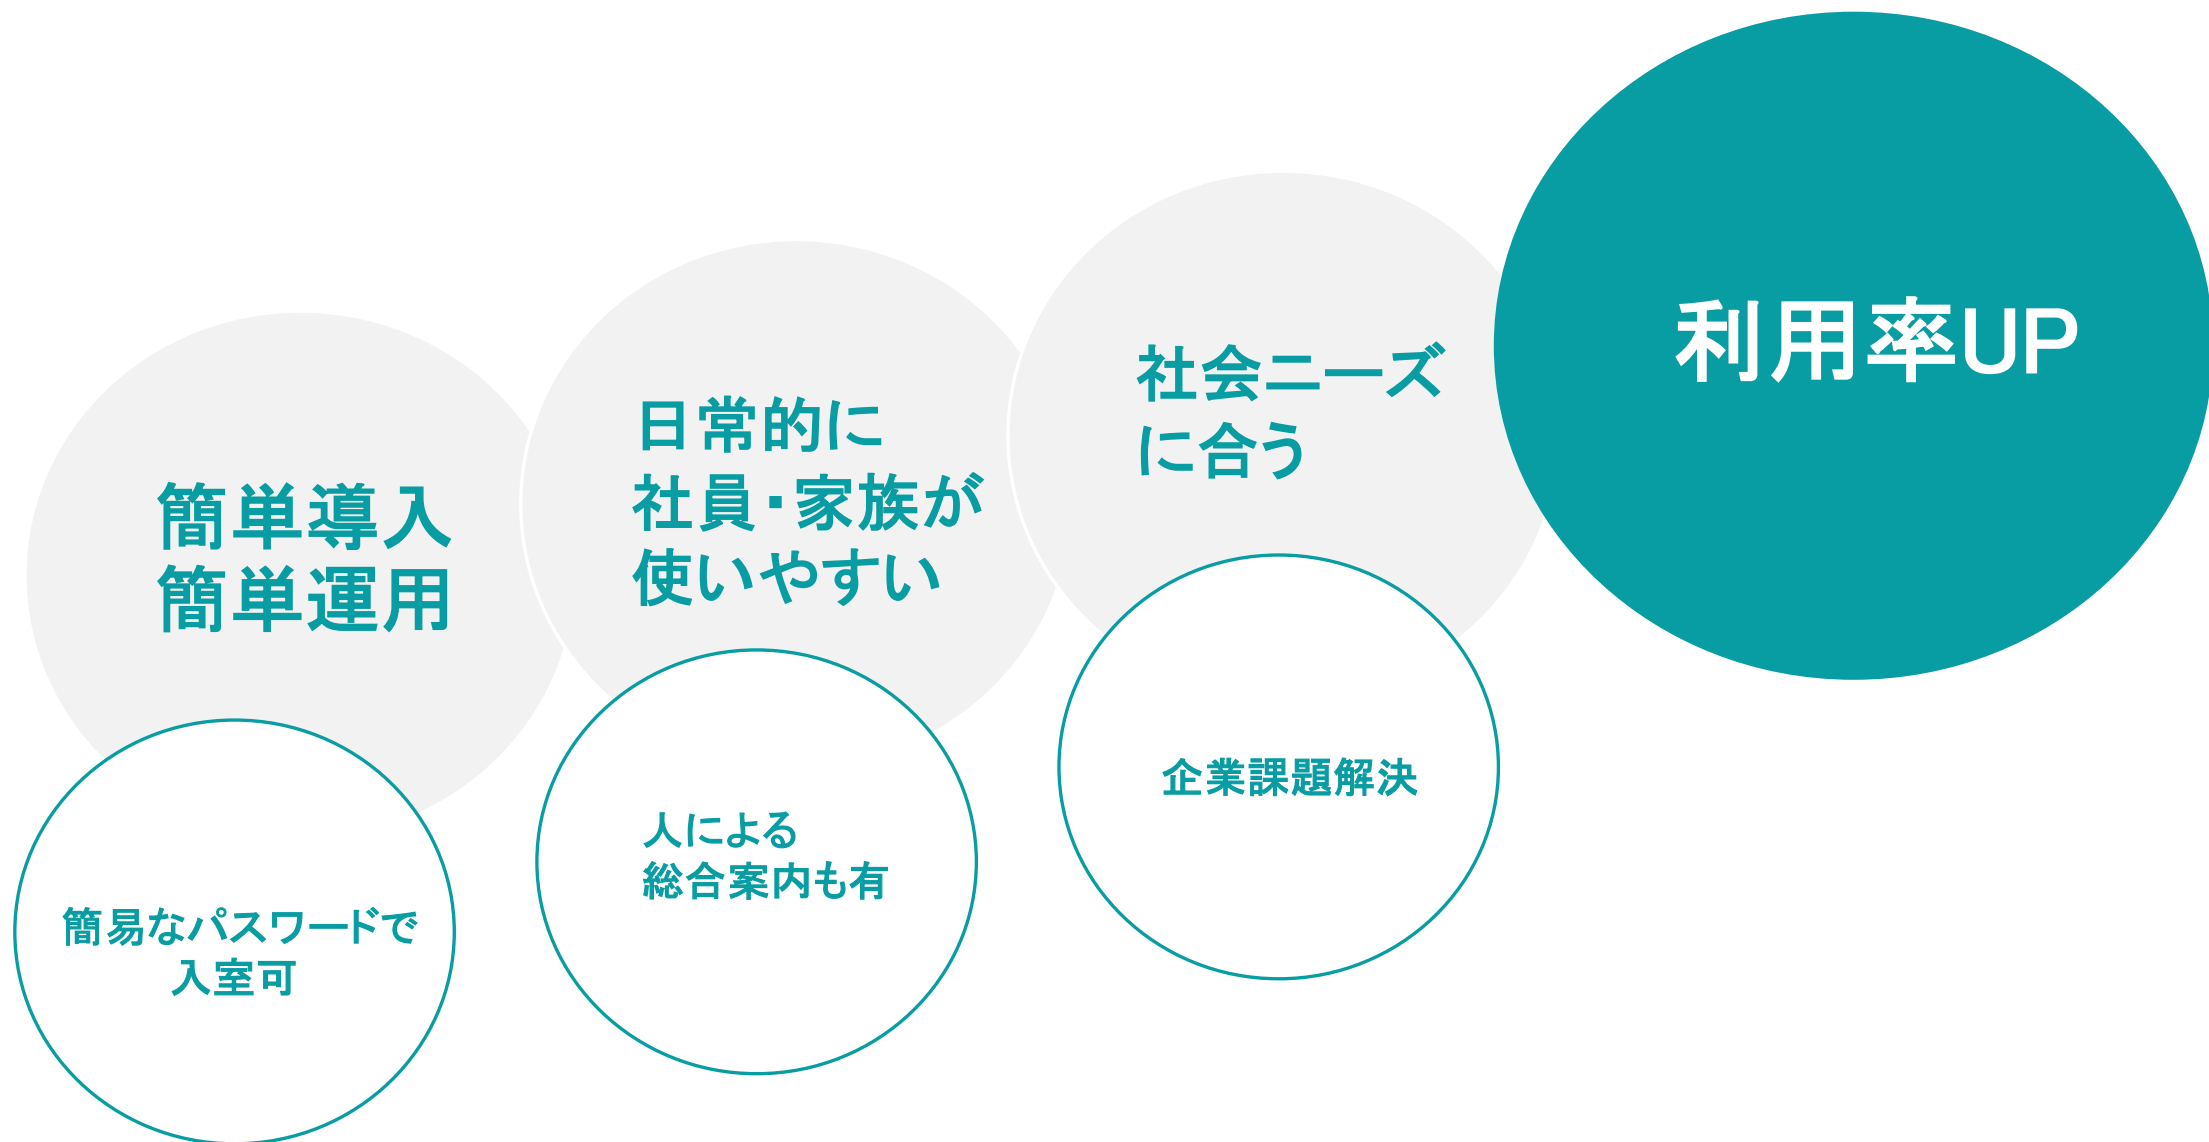 簡単導入
簡単運用
簡易なパスワードで
入室可
日常的に
社員・家族が
使いやすい
人による
総合案内も有
社会ニーズ
に合う
企業課題解決
利用率UP